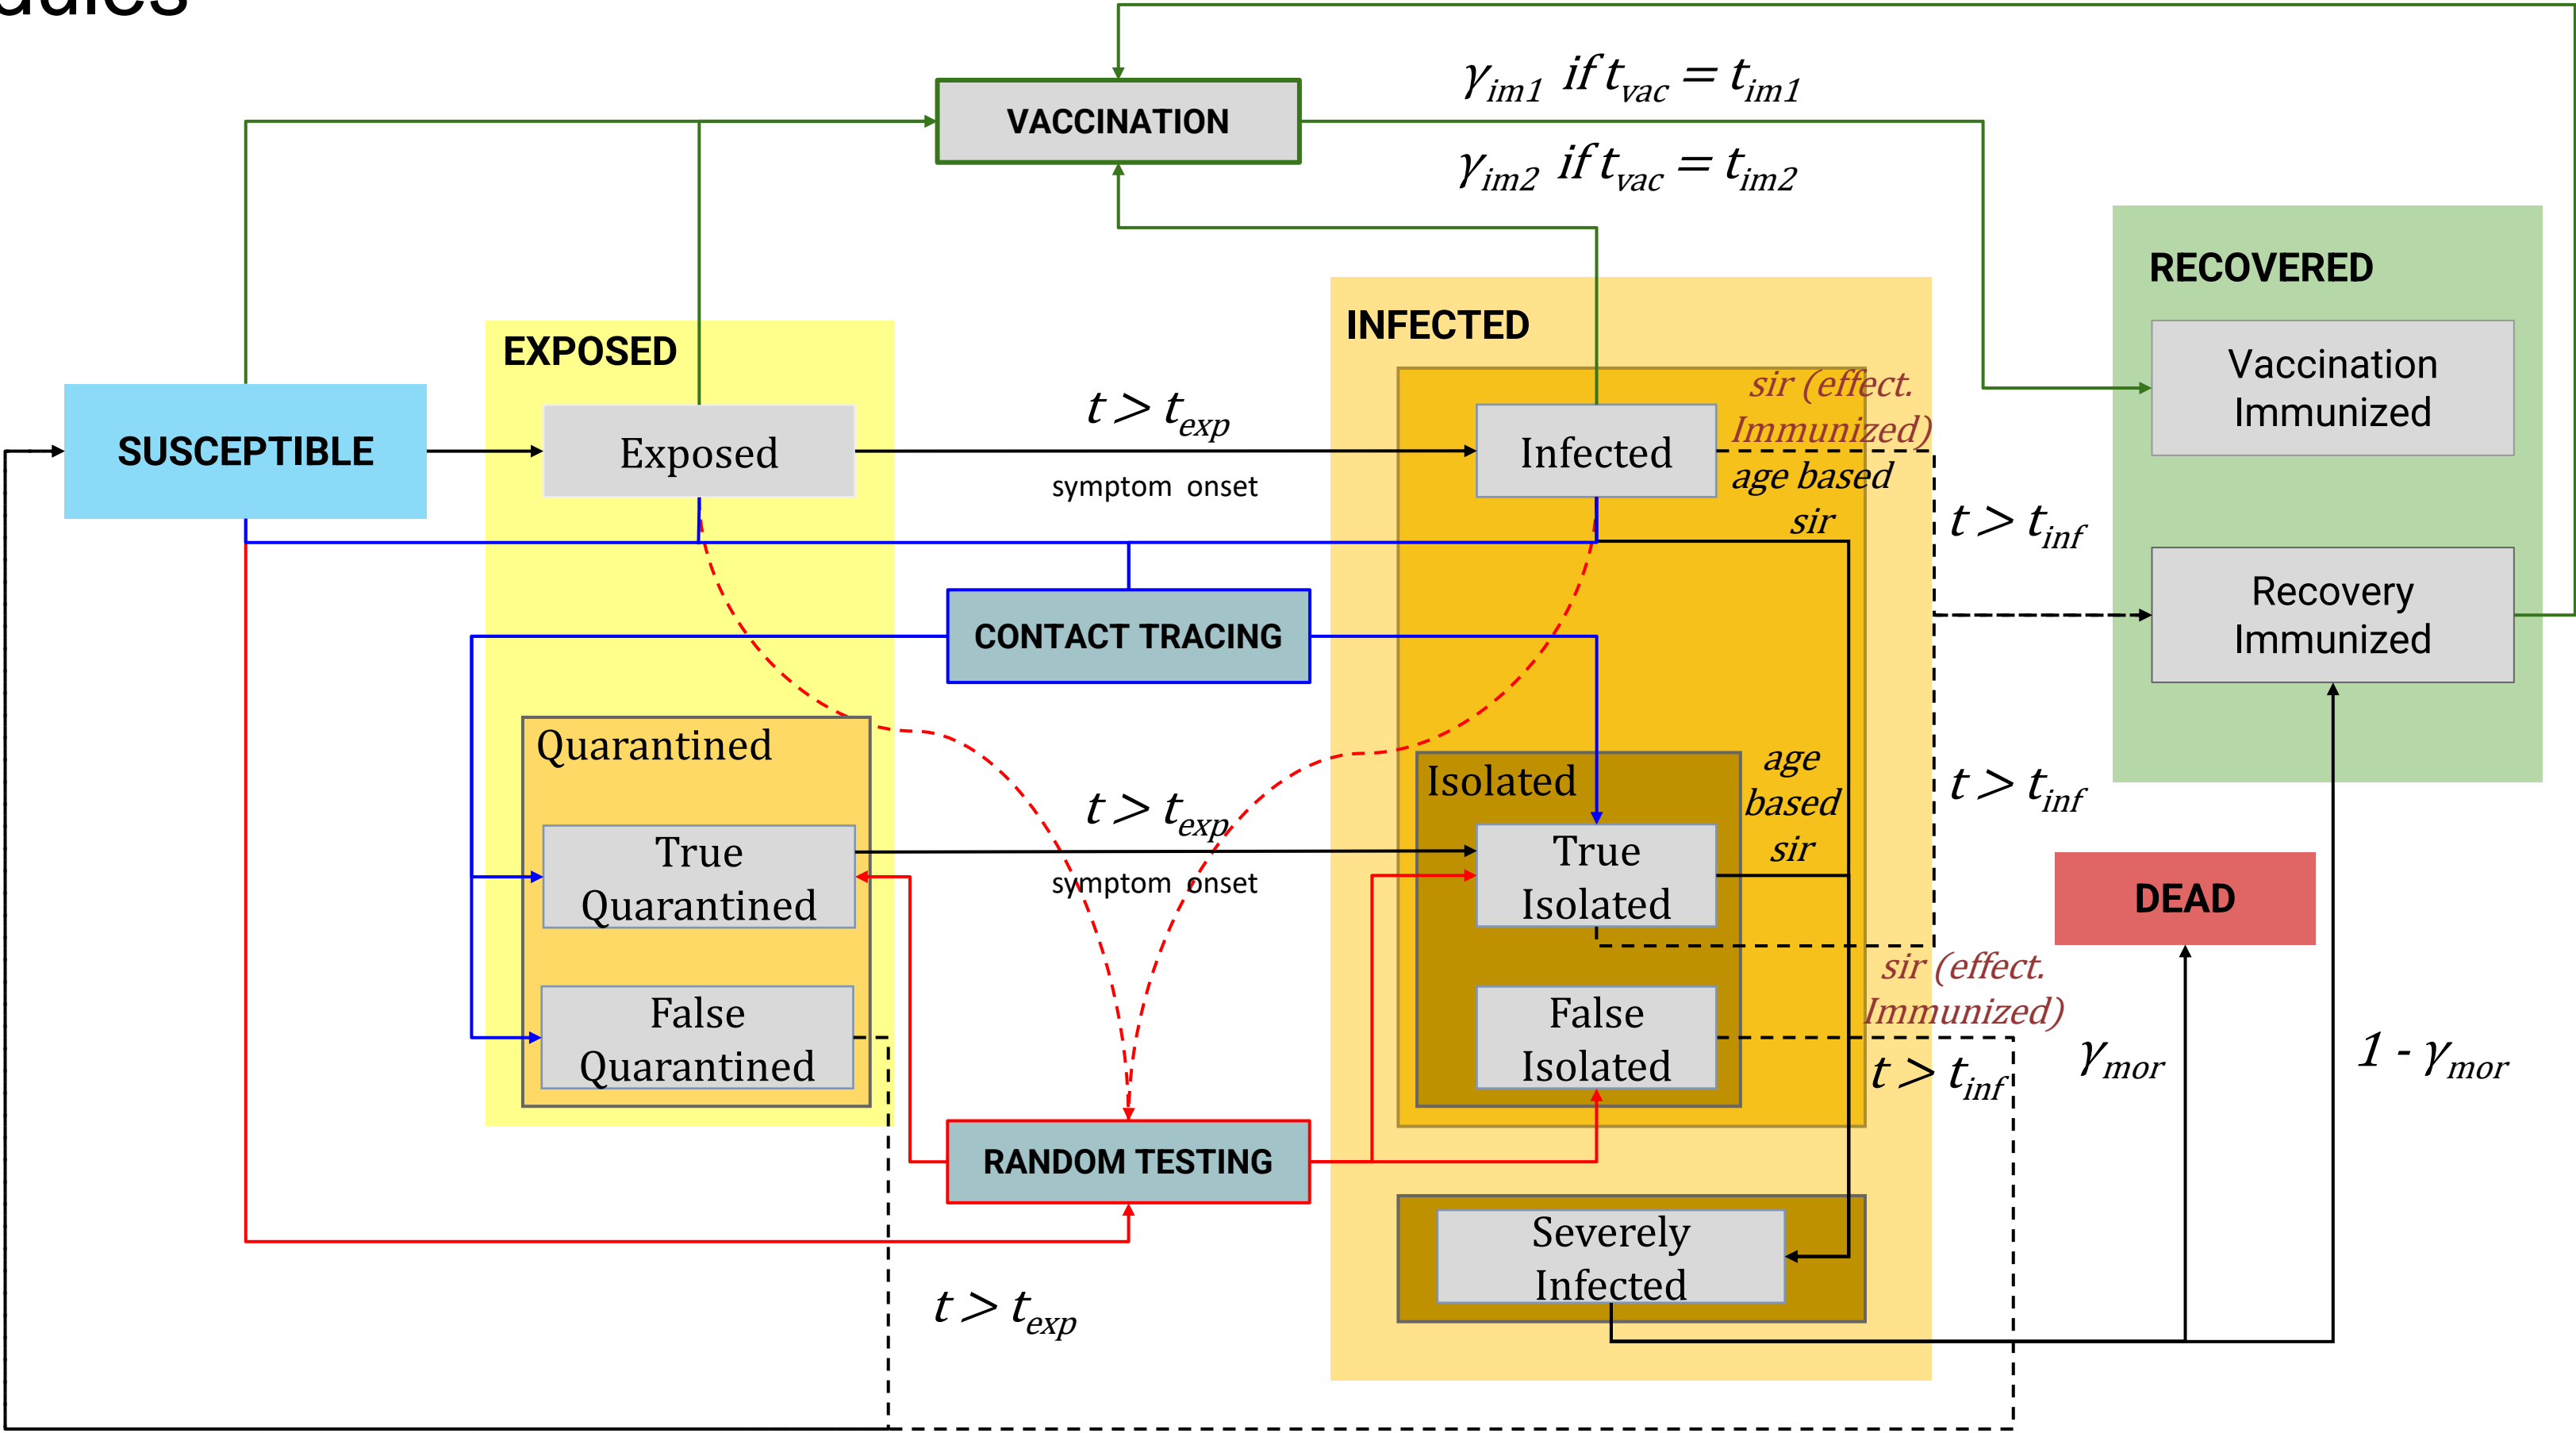 VACCINATION
γim1 if tvac = tim1
γim2 if tvac = tim2
RECOVERED
Vaccination
Immunized
Recovery
Immunized
INFECTED
EXPOSED
SUSCEPTIBLE
Exposed
t > texp
symptom onset
Infected
sir (effect.
Immunized)
age based
sir
t > tinf
CONTACT TRACING
Quarantined
True
Quarantined
False
Quarantined
t > texp
symptom onset
Isolated
True
Isolated
age
based
sir
t > tinf
False
Isolated
sir (effect.
Immunized)
t > tinf
DEAD
γmor
1 - γmor
RANDOM TESTING
Severely
Infected
t > texp